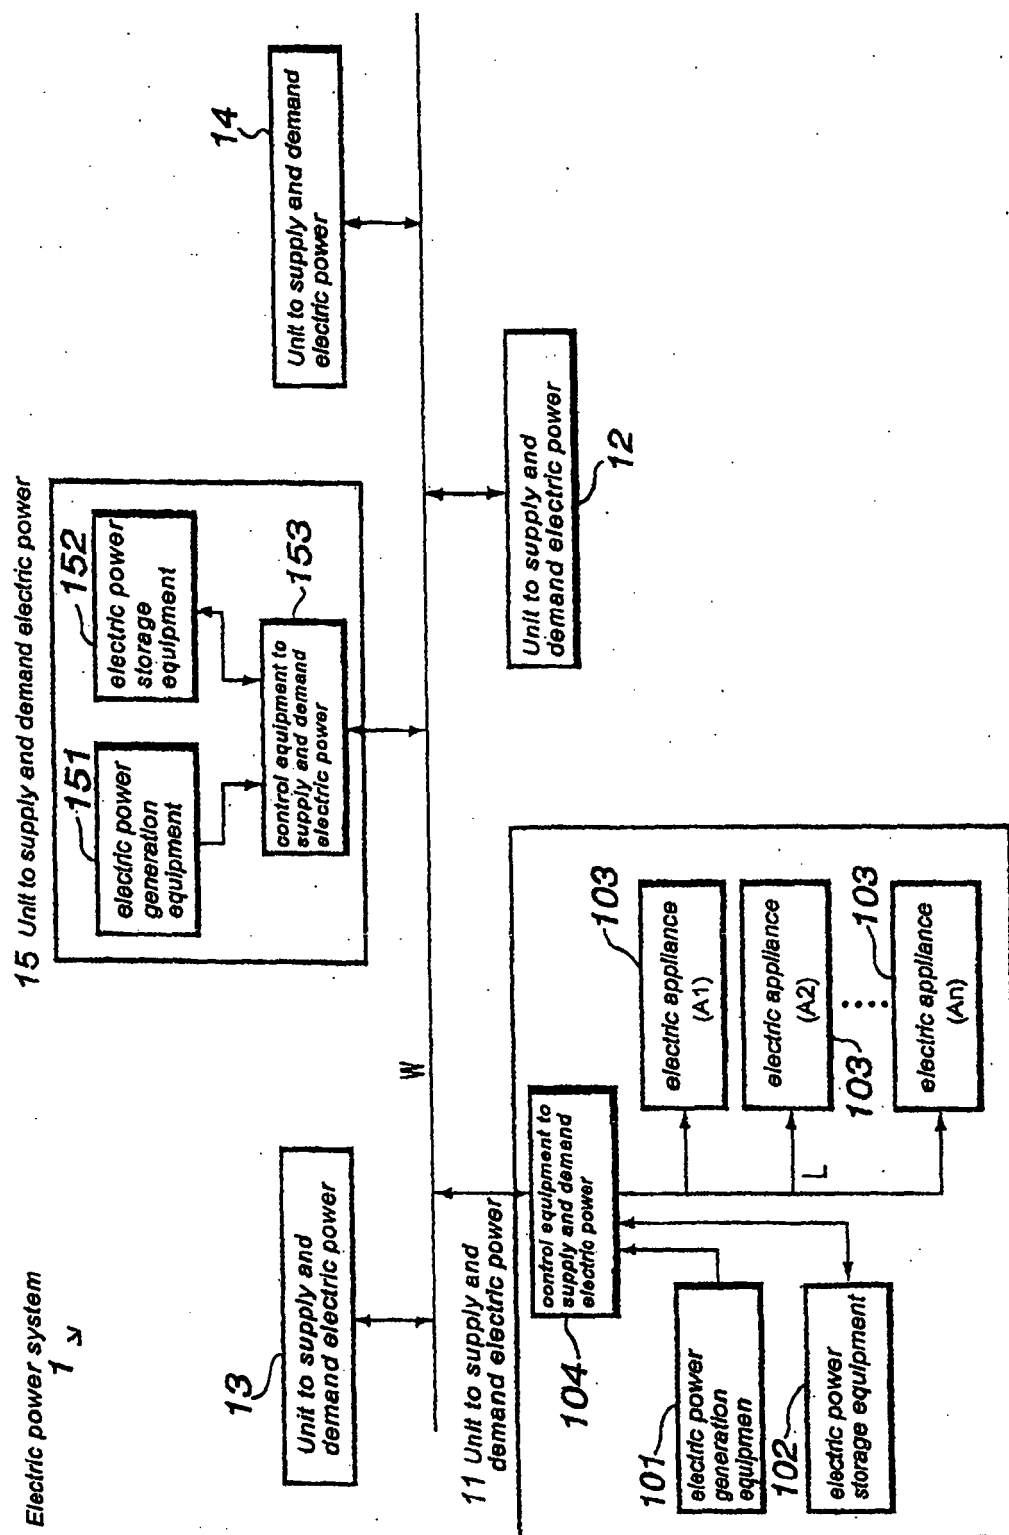 Electric power system
1
15 Unit to supply and demand electric power
151
electric power
generation
equipment
152
electric power
storage
equipment
control equipment to
supply and demand
electric power
153
14
Unit to supply and demand
electric power
13
Unit to supply and
demand electric power
W
Unit to supply and
demand electric power
12
11 Unit to supply and
demand electric power
control equipment to
supply and demand
electric power
104
101
electric power
generation
equipmen
102
electric power
storage equipment
L
103
electric appliance
(A1)
electric appliance
(A2)
103
103
electric appliance
(An)